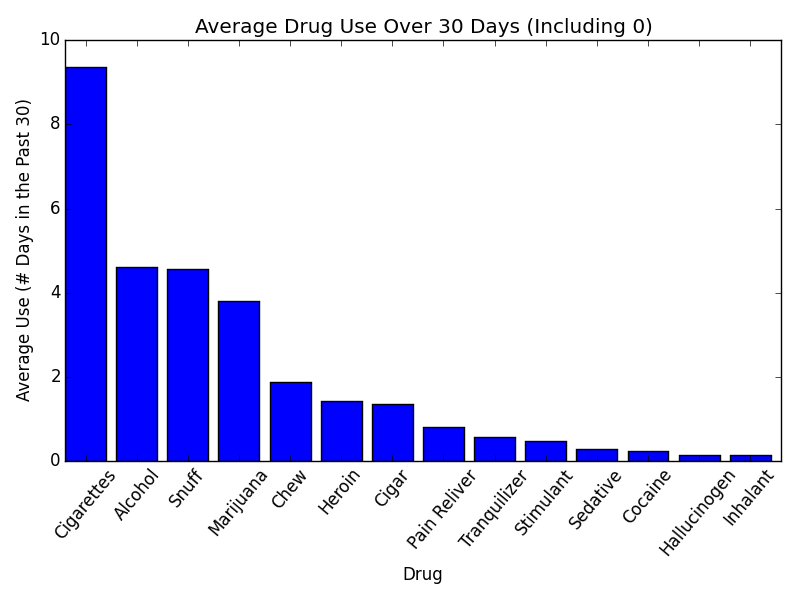 Average Drug Use Over 30 Days (Including 0)
Average Use (# Days in the Past 30)
10
8
6
4
2
0
Cigarettes
Alcohol
Snuff
Marijuana
Chew
Heroin
Cigar
Pain Reliver
Tranquilizer
Stimulant
Sedative
Cocaine
Hallucinogen
Inhalant
Drug